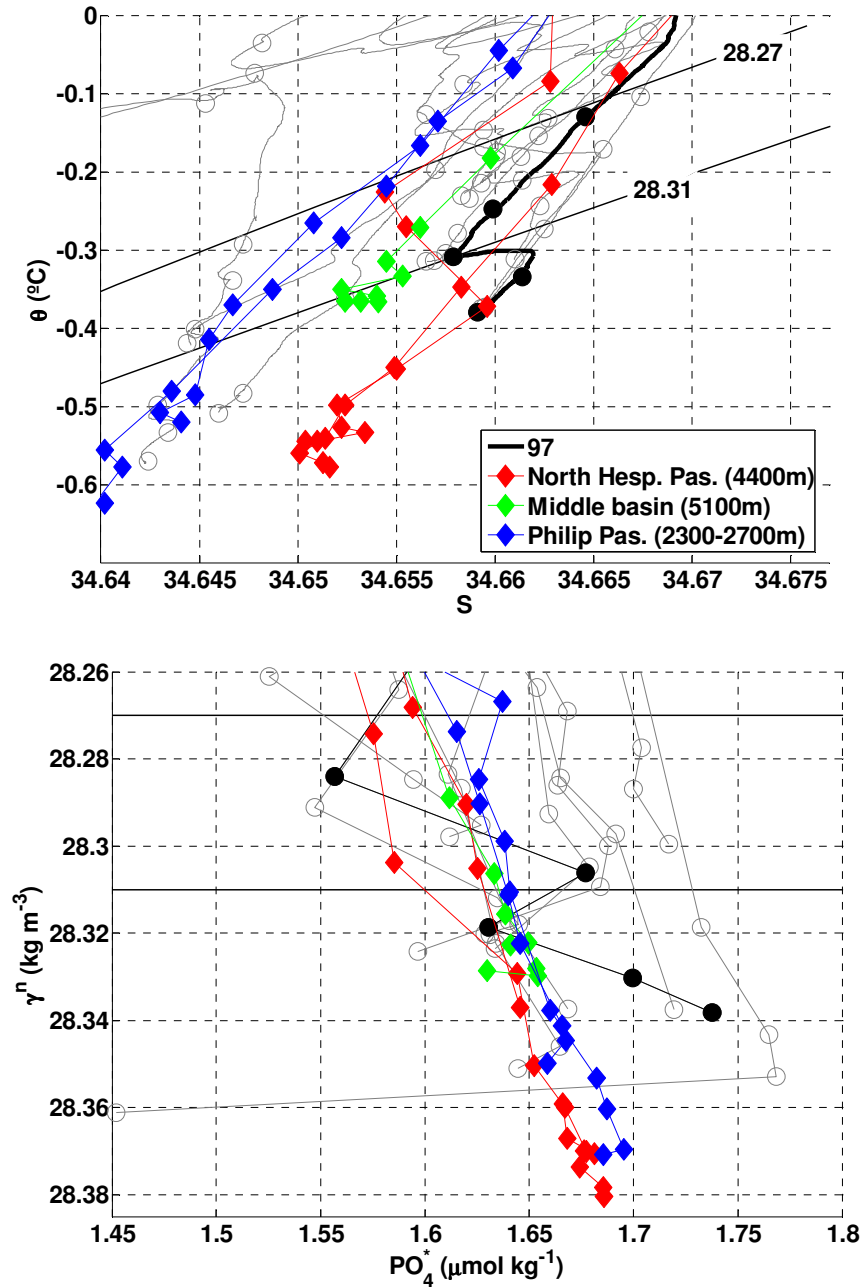 0
-0.1
-0.2
-0.3
-0.4
-0.5
-0.6
θ (ºC)
28.27
28.31
97
North Hesp. Pas. (4400m)
Middle basin (5100m)
Philip Pas. (2300-2700m)
34.64 34.645 34.65 34.655 34.66 34.665 34.67 34.675
S
28.26
28.28
28.3
28.32
28.34
28.36
28.38
γⁿ (kg m⁻³)
1.45 1.5 1.55 1.6 1.65 1.7 1.75 1.8
PO₄* (μmol kg⁻¹)